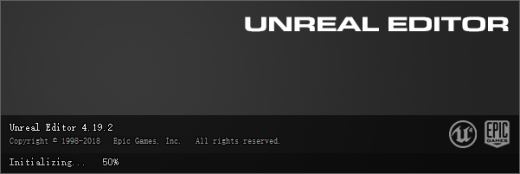 UNREAL EDITOR
Unreal Editor 4.19.2
Copyright © 1998-2018 Epic Games, Inc. All rights reserved.
EPIC
GAMES
Initializing... 50%